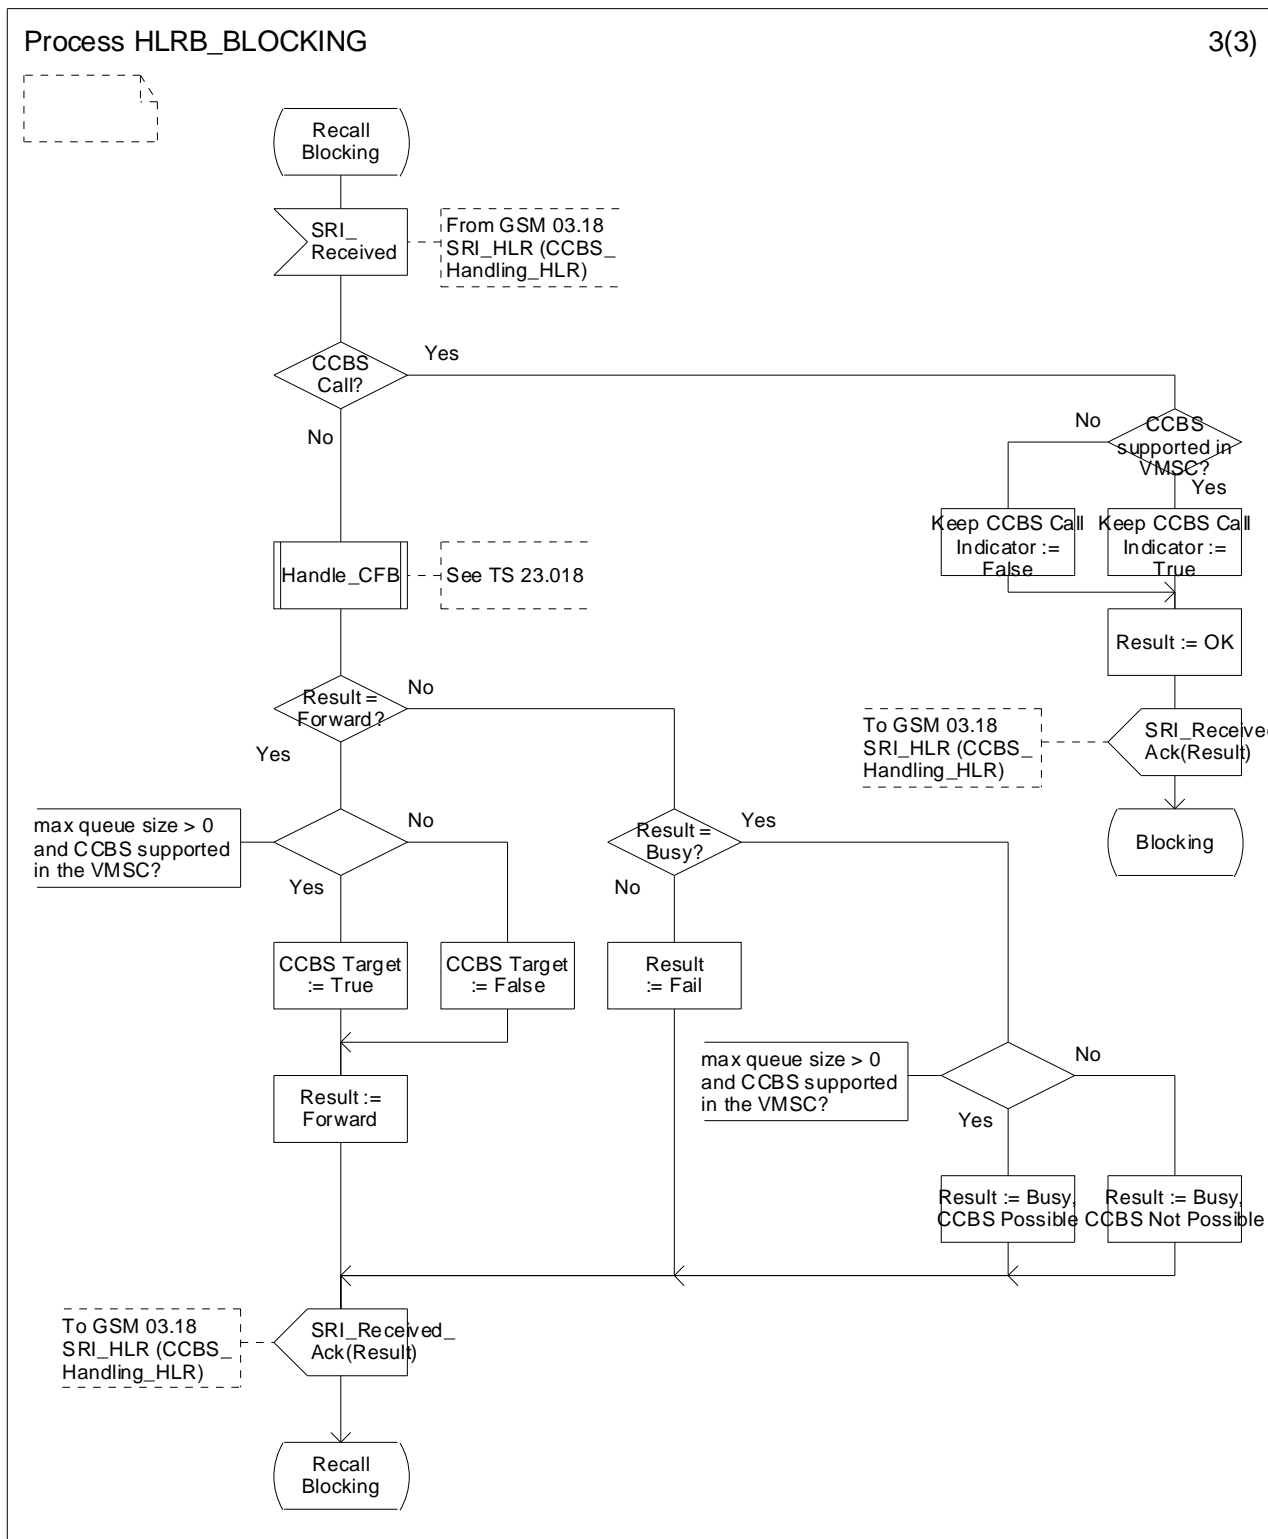 Process HLRB_BLOCKING
3(3)
Recall
Blocking
SRI_
Received
From GSM 03.18
SRI_HLR (CCBS_
Handling_HLR)
CCBS
Call?
Yes
No
No
CCBS
supported in
VMSC?
Yes
Keep CCBS Call
Indicator :=
False
Keep CCBS Call
Indicator :=
True
Handle_CFB
See TS 23.018
Result := OK
Result =
Forward?
No
Yes
To GSM 03.18
SRI_HLR (CCBS_
Handling_HLR)
SRI_Received
Ack(Result)
max queue size > 0
and CCBS supported
in the VMSC?
No
Yes
Result =
Busy?
Yes
No
Blocking
CCBS Target
:= True
CCBS Target
:= False
Result
:= Fail
max queue size > 0
and CCBS supported
in the VMSC?
No
Yes
Result :=
Forward
Result := Busy,
CCBS Possible
Result := Busy,
CCBS Not Possible
To GSM 03.18
SRI_HLR (CCBS_
Handling_HLR)
SRI_Received_
Ack(Result)
Recall
Blocking